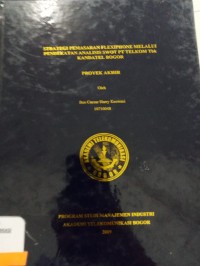 STRATEGI PEMASARAN FLEXIPHONE MELALUI
PENDEKATAN ANALISIS SWOT PT TELKOM Tbk
KANDATEL BOGOR
PROYEK AKHIR
Oleh
PROGRAM STUDI MANAJEMEN INDUSTRI
AKADEMI TELEKOMUNIKASI BOGOR